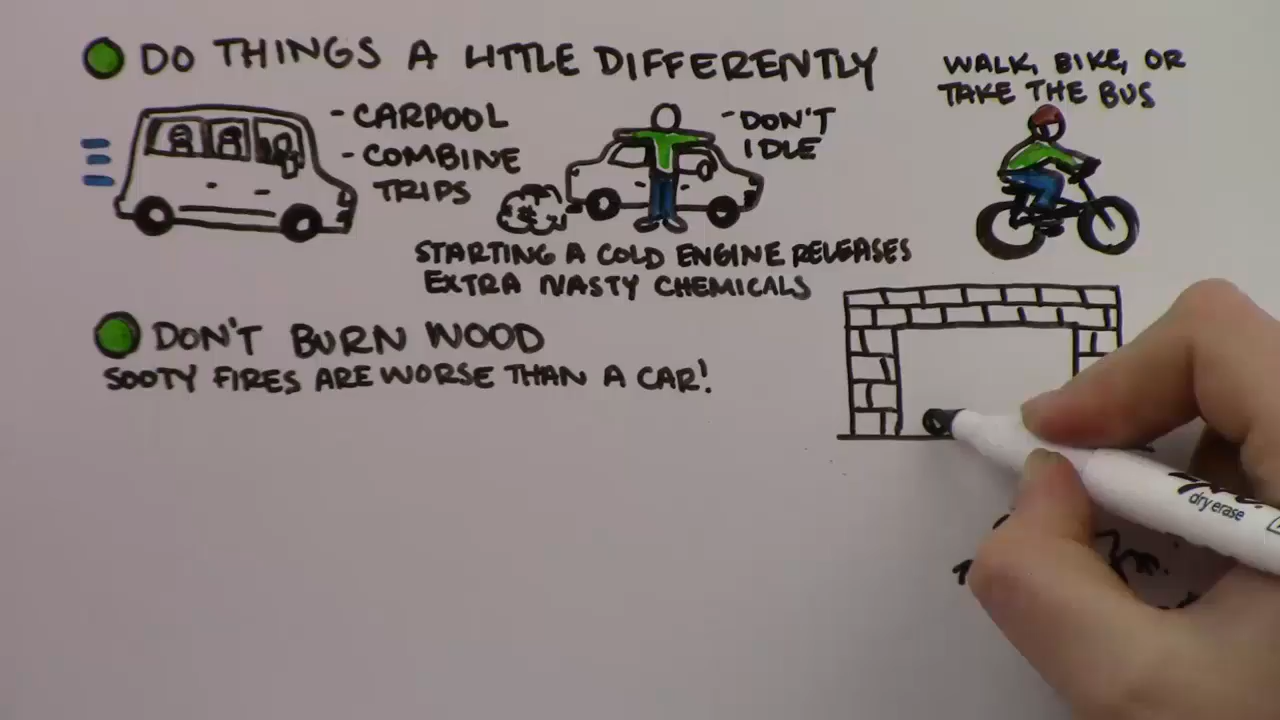 DO THINGS A LITTLE DIFFERENTLY
WALK, BIKE, OR
TAKE THE BUS
- CARPOOL
- COMBINE
TRIPS
- DON'T
IDLE
STARTING A COLD ENGINE RELEASES
EXTRA NASTY CHEMICALS
DON'T BURN WOOD
SOOTY FIRES ARE WORSE THAN A CAR!
dry erase